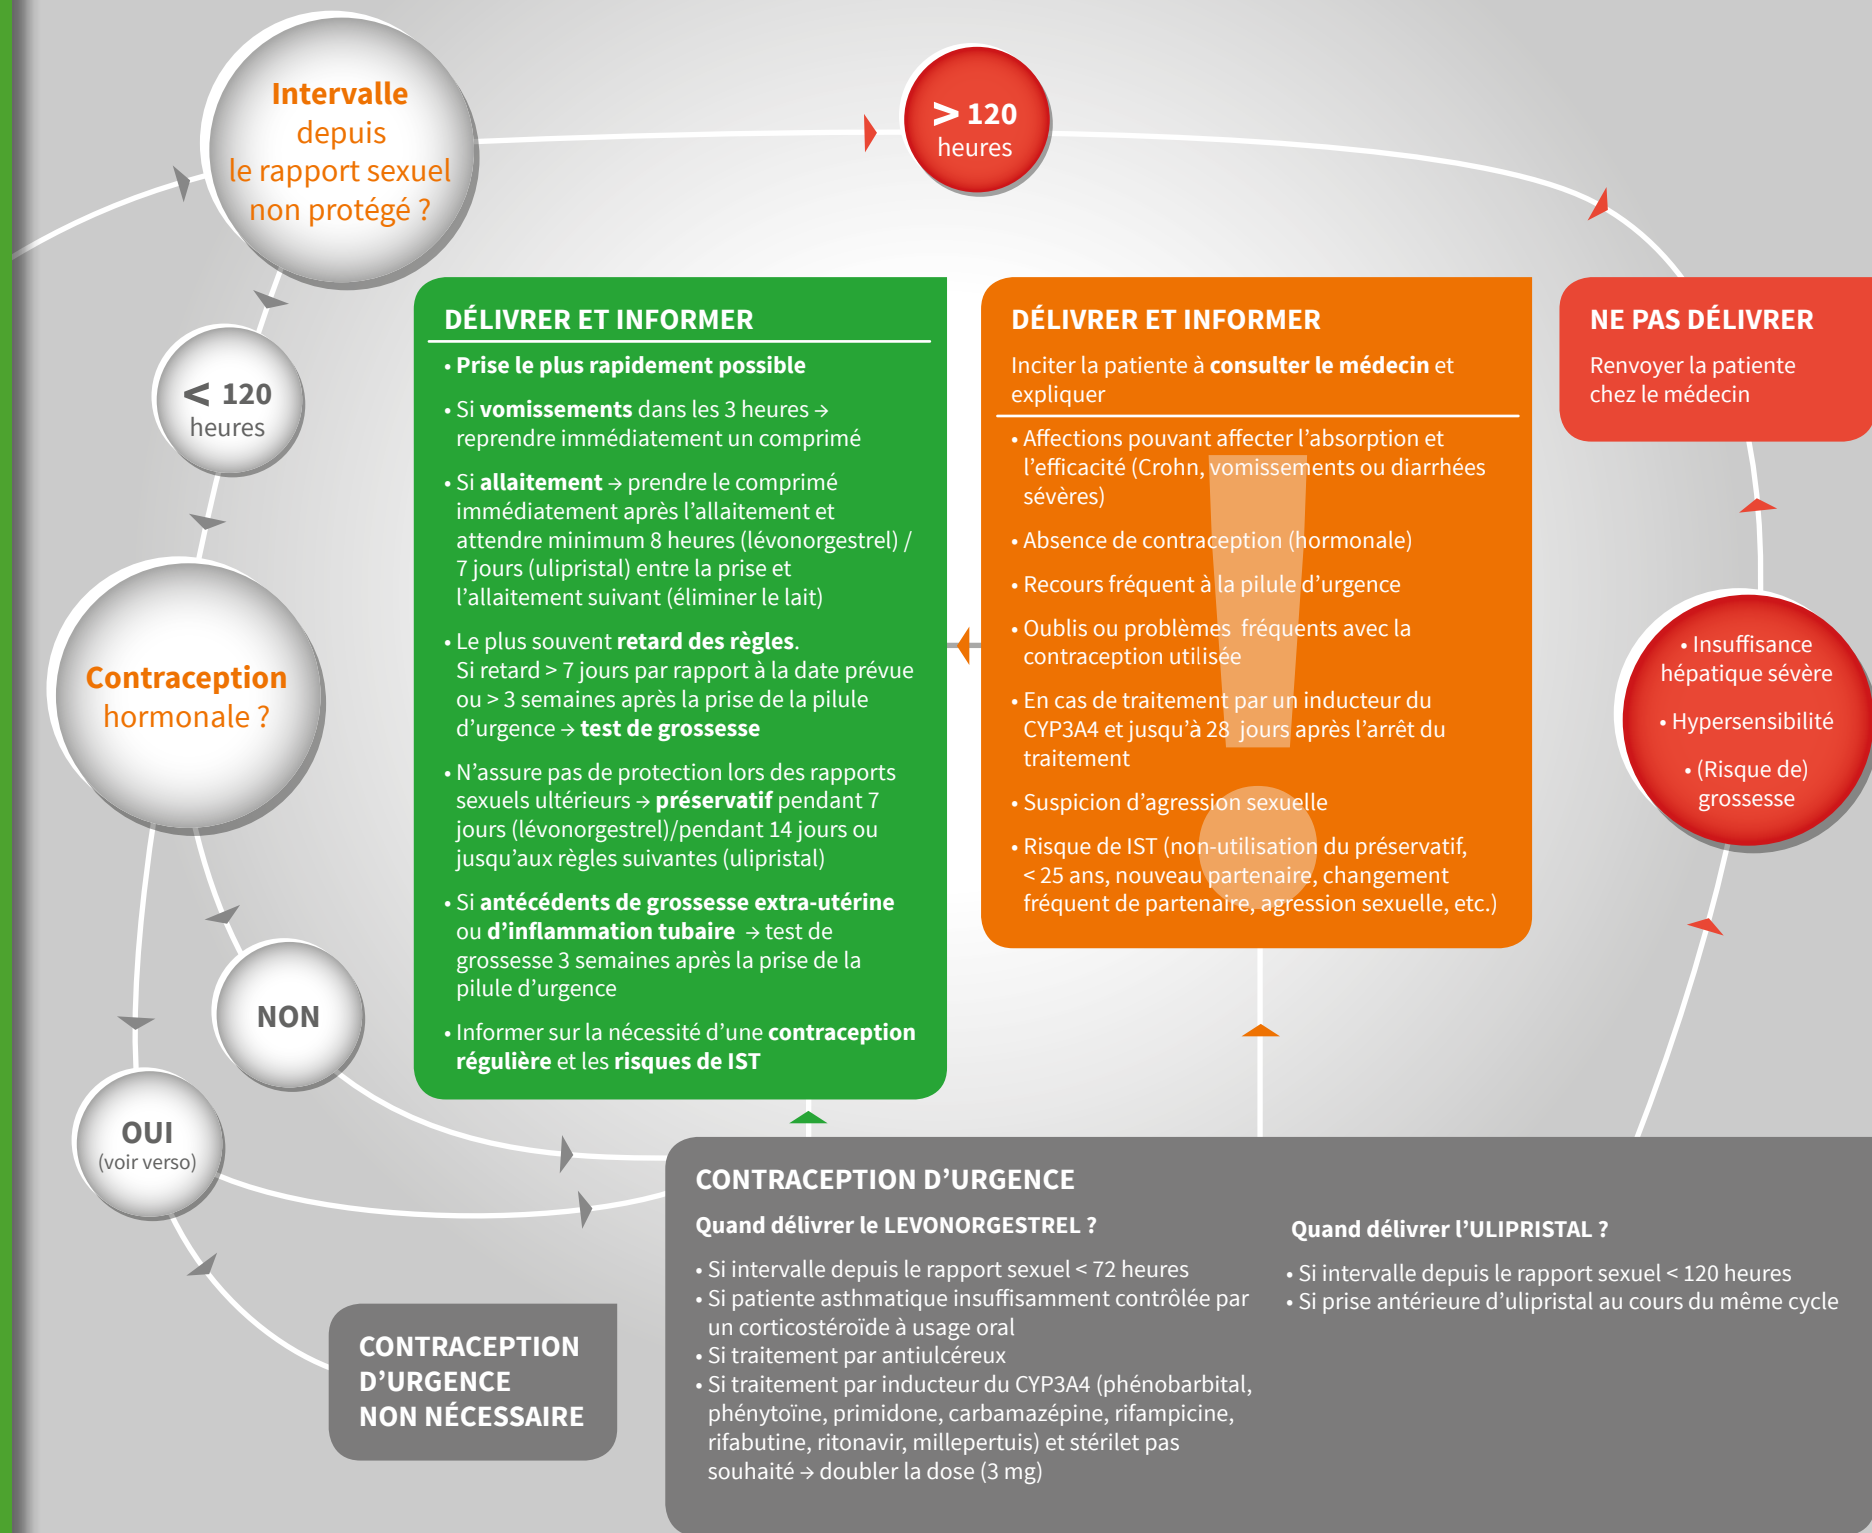 Intervalle
depuis
le rapport sexuel
non protégé ?
> 120
heures
< 120
heures
Contraception
hormonale ?
NON
OUI
(voir verso)
CONTRACEPTION
D’URGENCE
NON NÉCESSAIRE
DÉLIVRER ET INFORMER
• Prise le plus rapidement possible
• Si vomissements dans les 3 heures →
reprendre immédiatement un comprimé
• Si allaitement → prendre le comprimé
immédiatement après l’allaitement et
attendre minimum 8 heures (lévonorgestrel) /
7 jours (ulipristal) entre la prise et
l’allaitement suivant (éliminer le lait)
• Le plus souvent retard des règles.
Si retard > 7 jours par rapport à la date prévue
ou > 3 semaines après la prise de la pilule
d’urgence → test de grossesse
• N’assure pas de protection lors des rapports
sexuels ultérieurs → préservatif pendant 7
jours (lévonorgestrel)/pendant 14 jours ou
jusqu’aux règles suivantes (ulipristal)
• Si antécédents de grossesse extra-utérine
ou d’inflammation tubaire → test de
grossesse 3 semaines après la prise de la
pilule d’urgence
• Informer sur la nécessité d’une contraception
régulière et les risques de IST
DÉLIVRER ET INFORMER
Inciter la patiente à consulter le médecin et
expliquer
• Affections pouvant affecter l’absorption et
l’efficacité (Crohn, vomissements ou diarrhées
sévères)
• Absence de contraception (hormonale)
• Recours fréquent à la pilule d’urgence
• Oublis ou problèmes fréquents avec la
contraception utilisée
• En cas de traitement par un inducteur du
CYP3A4 et jusqu’à 28 jours après l’arrêt du
traitement
• Suspicion d’agression sexuelle
• Risque de IST (non-utilisation du préservatif,
< 25 ans, nouveau partenaire, changement
fréquent de partenaire, agression sexuelle, etc.)
!
NE PAS DÉLIVRER
Renvoyer la patiente
chez le médecin
• Insuffisance
hépatique sévère
• Hypersensibilité
• (Risque de)
grossesse
CONTRACEPTION D’URGENCE
Quand délivrer le LEVONORGESTREL ?
• Si intervalle depuis le rapport sexuel < 72 heures
• Si patiente asthmatique insuffisamment contrôlée par
un corticostéroïde à usage oral
• Si traitement par antiulcéreux
• Si traitement par inducteur du CYP3A4 (phénobarbital,
phénytoïne, primidone, carbamazépine, rifampicine,
rifabutine, ritonavir, millepertuis) et stérilet pas
souhaité → doubler la dose (3 mg)
Quand délivrer l’ULIPRISTAL ?
• Si intervalle depuis le rapport sexuel < 120 heures
• Si prise antérieure d’ulipristal au cours du même cycle